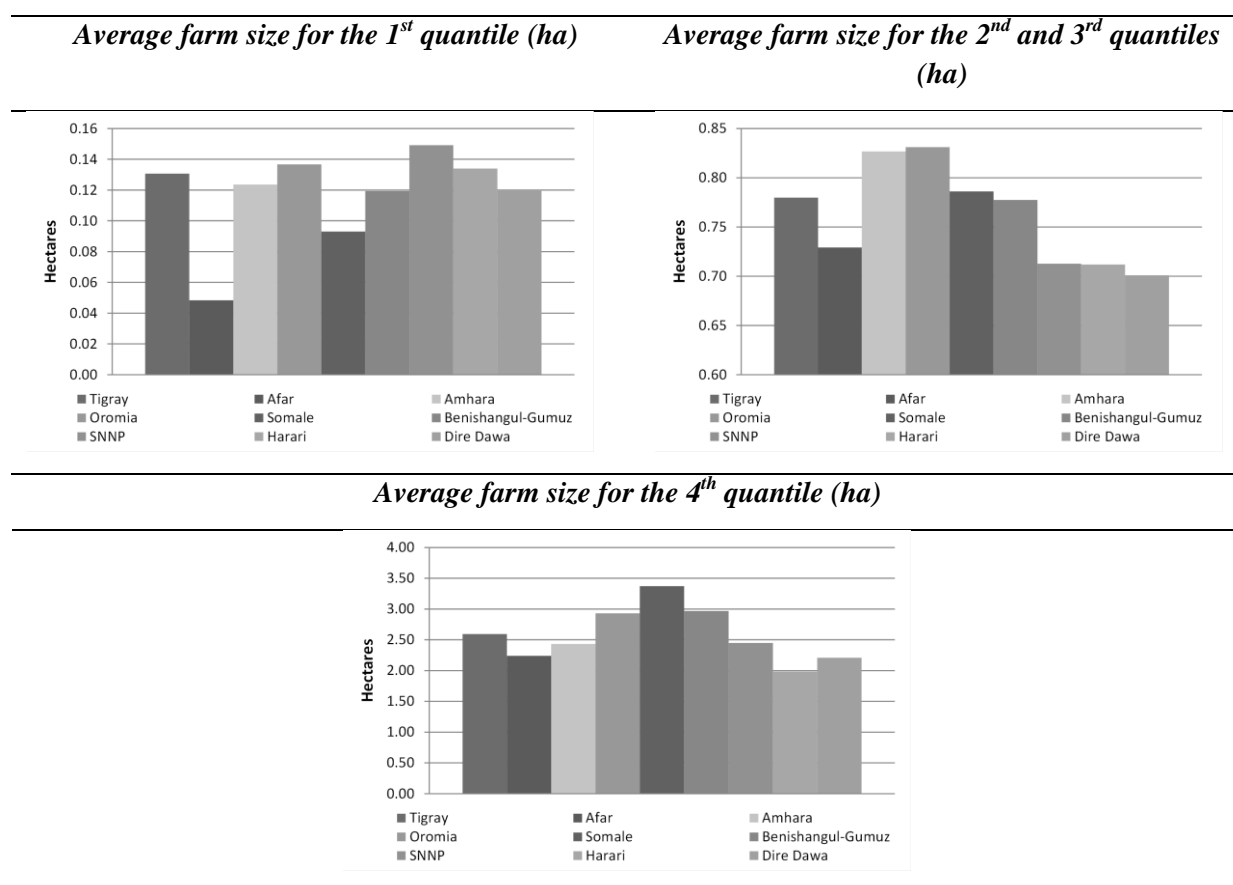 Average farm size for the 1st quantile (ha)
Average farm size for the 2nd and 3rd quantiles
(ha)
0.16
0.14
0.12
0.10
0.08
0.06
0.04
0.02
0.00
Hectares
Tigray Afar Amhara
Oromia Somale Benishangul-Gumuz
SNNP Harari Dire Dawa
0.85
0.80
0.75
0.70
0.65
0.60
Hectares
Tigray Afar Amhara
Oromia Somale Benishangul-Gumuz
SNNP Harari Dire Dawa
Average farm size for the 4th quantile (ha)
4.00
3.50
3.00
2.50
2.00
1.50
1.00
0.50
0.00
Hectares
Tigray Afar Amhara
Oromia Somale Benishangul-Gumuz
SNNP Harari Dire Dawa